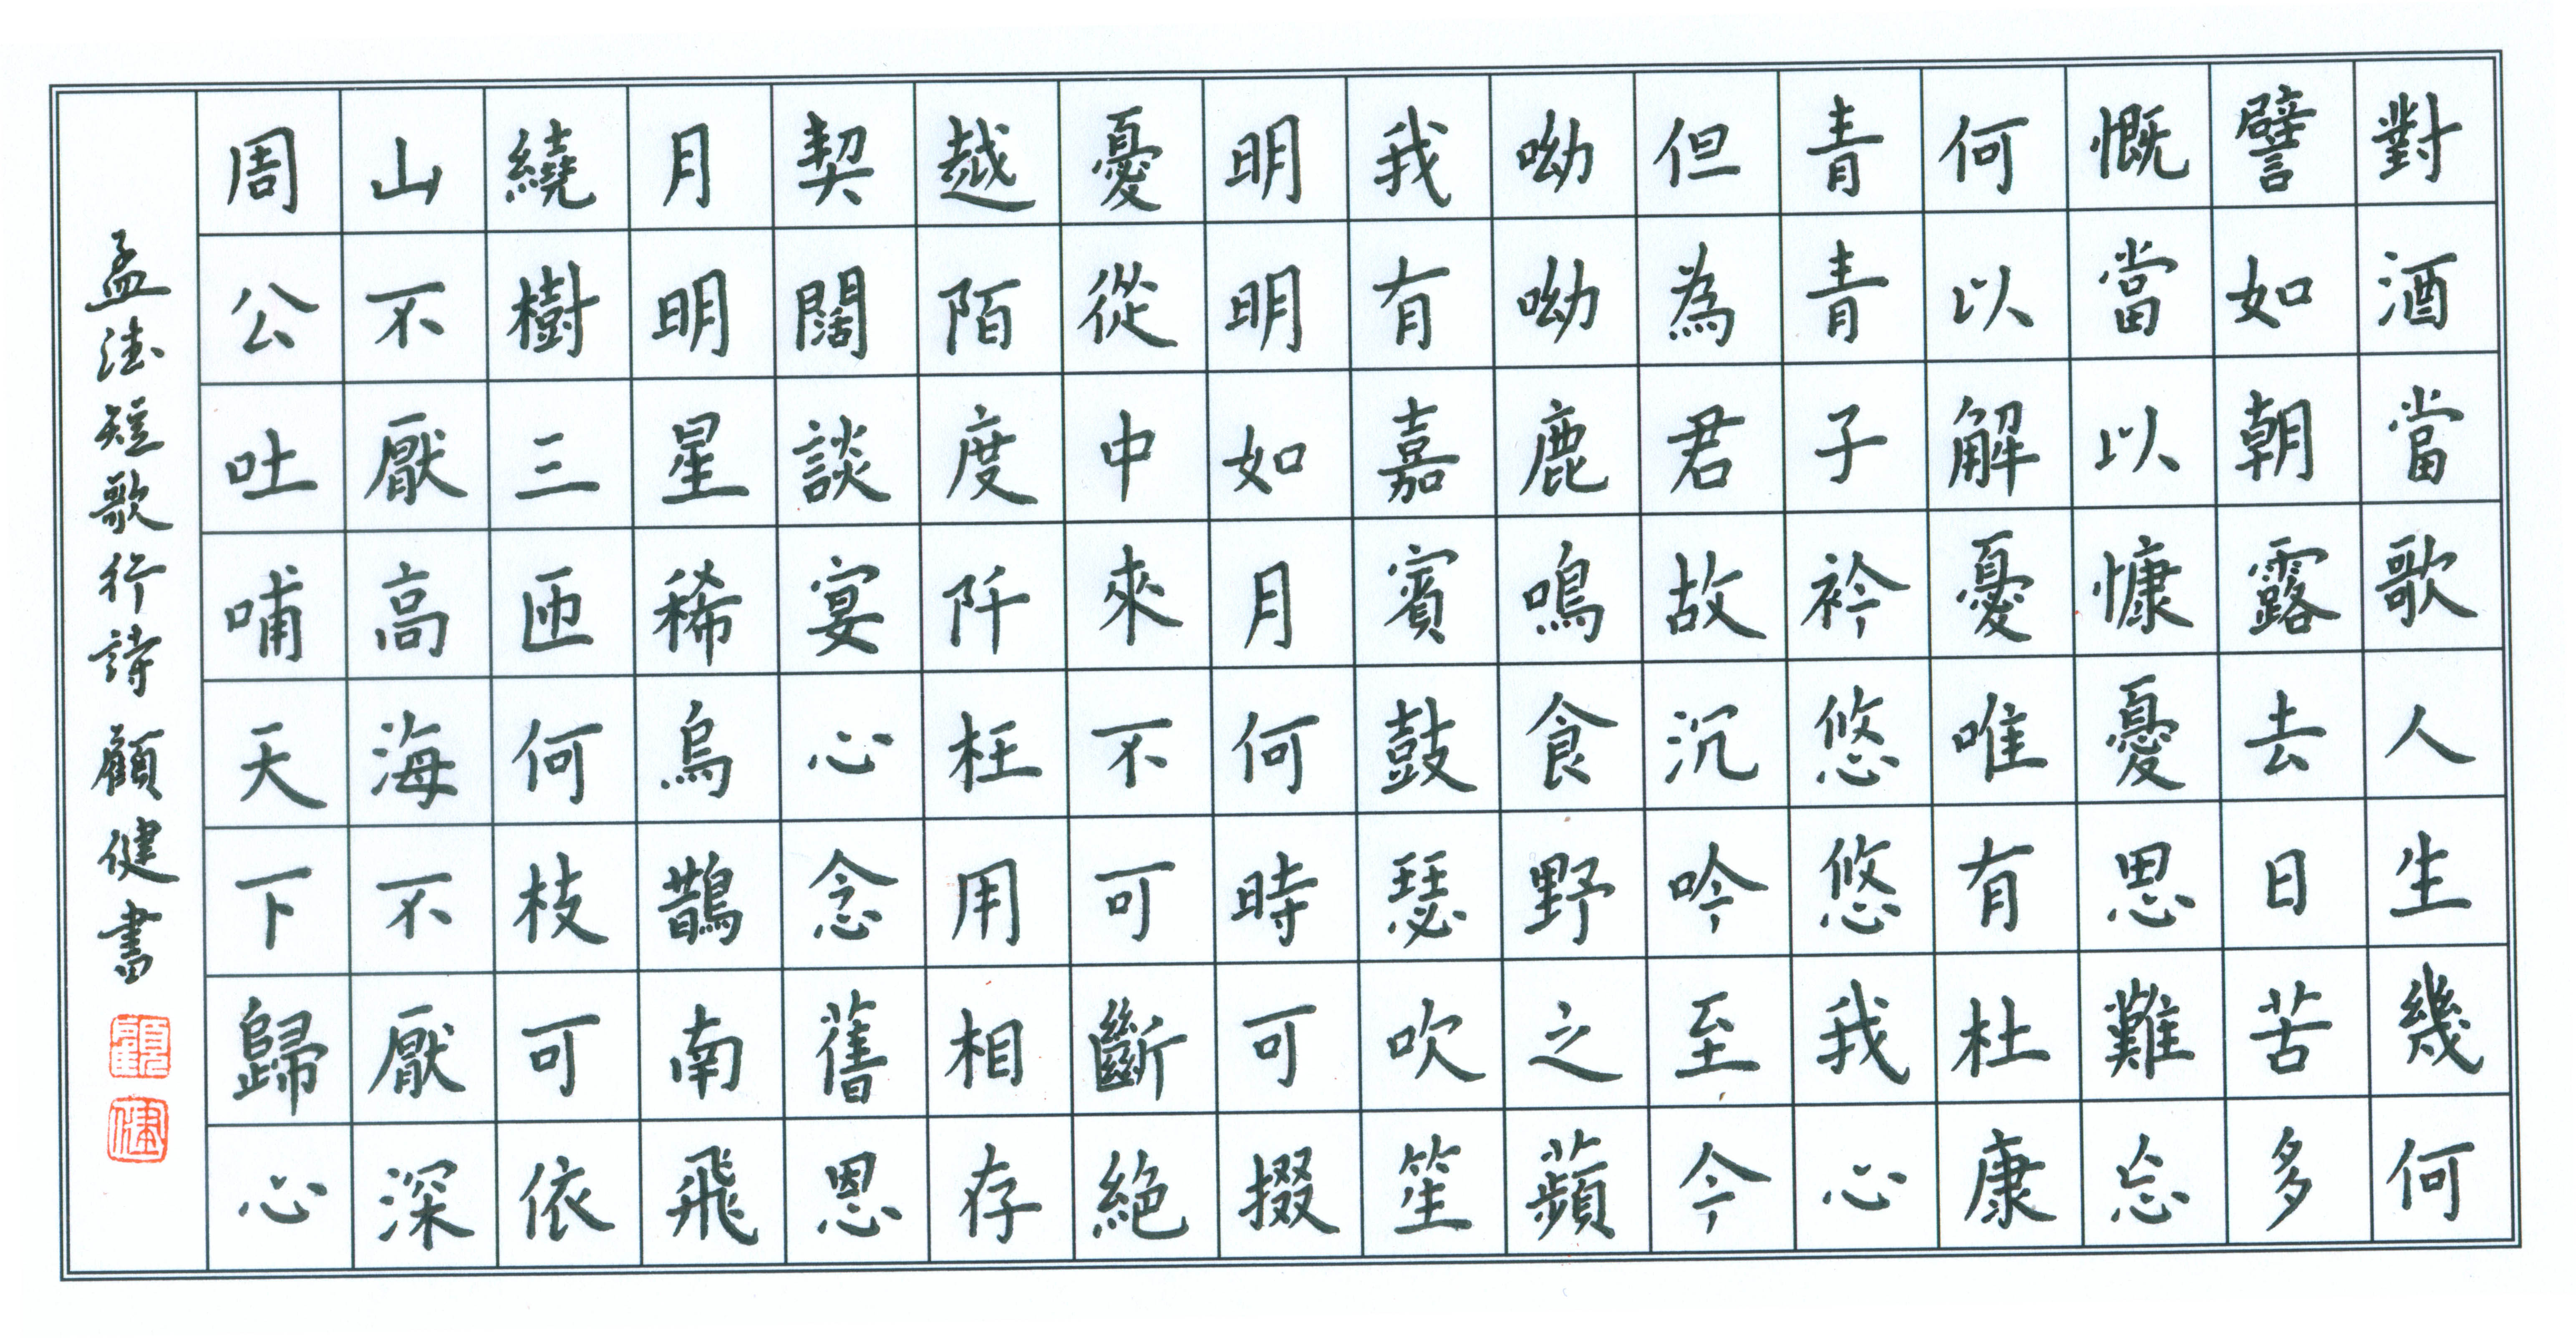 對酒當歌人生幾何
譬如朝露去日苦多
慨當以慷憂思難忘
何以解憂唯有杜康
青青子衿悠悠我心
但為君故沉吟至今
呦呦鹿鳴食野之蘋
我有嘉賓鼓瑟吹笙
明明如月何時可掇
憂從中來不可斷絕
越陌度阡枉用相存
契闊談宴心念舊恩
月明星稀烏鵲南飛
繞樹三匝何枝可依
山不厭高海不厭深
周公吐哺天下歸心
孟德短歌行詩顧健書
顧
健